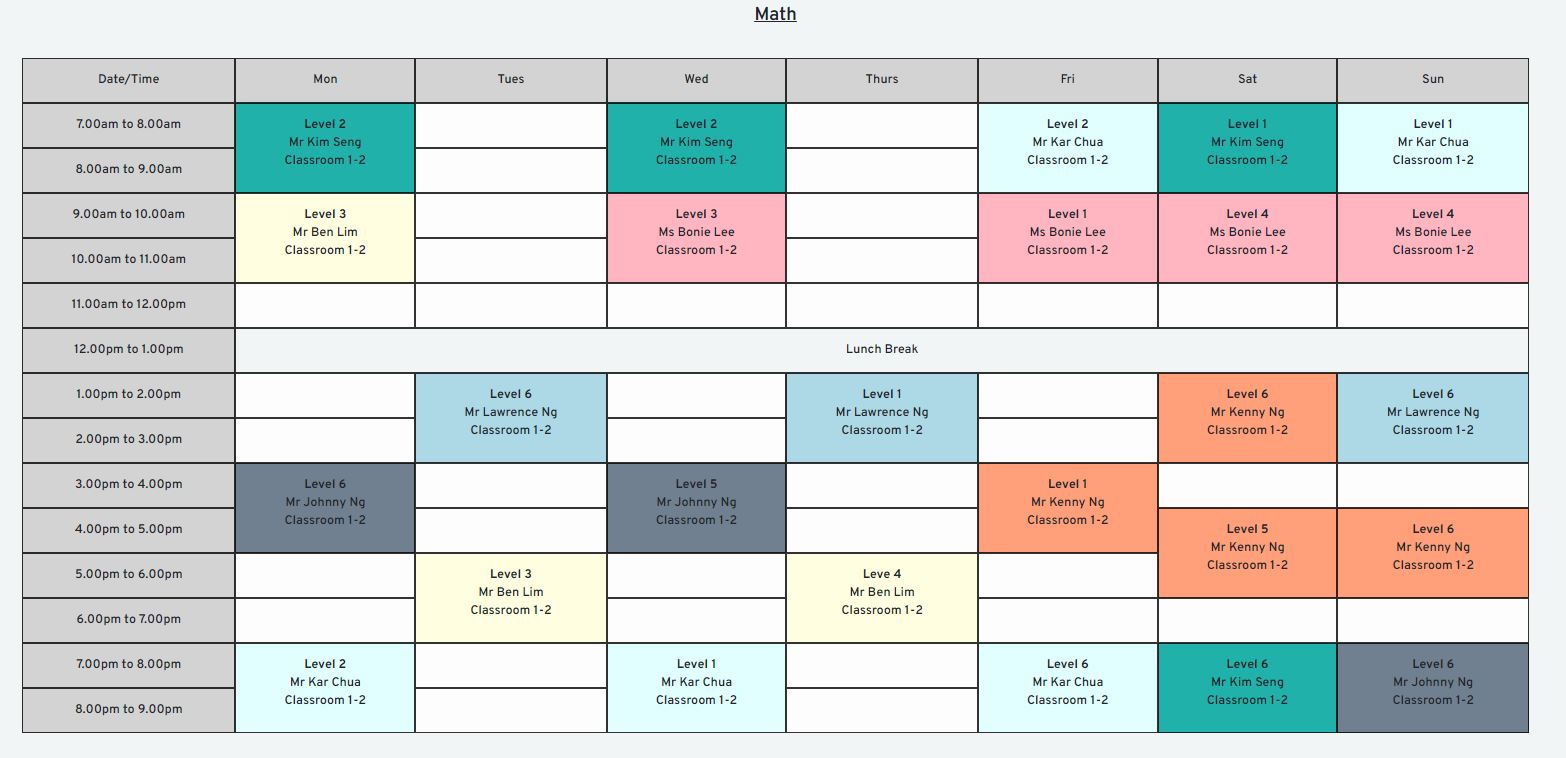 Math
Date/Time Mon Tues Wed Thurs Fri Sat Sun
7.00am to 8.00am
8.00am to 9.00am
Level 2
Mr Kim Seng
Classroom 1-2
Level 2
Mr Kim Seng
Classroom 1-2
Level 2
Mr Kar Chua
Classroom 1-2
Level 1
Mr Kim Seng
Classroom 1-2
Level 1
Mr Kar Chua
Classroom 1-2
9.00am to 10.00am
10.00am to 11.00am
Level 3
Mr Ben Lim
Classroom 1-2
Level 3
Ms Bonie Lee
Classroom 1-2
Level 1
Ms Bonie Lee
Classroom 1-2
Level 4
Ms Bonie Lee
Classroom 1-2
Level 4
Ms Bonie Lee
Classroom 1-2
11.00am to 12.00pm
12.00pm to 1.00pm
Lunch Break
1.00pm to 2.00pm
2.00pm to 3.00pm
Level 6
Mr Lawrence Ng
Classroom 1-2
Level 1
Mr Lawrence Ng
Classroom 1-2
Level 6
Mr Kenny Ng
Classroom 1-2
Level 6
Mr Lawrence Ng
Classroom 1-2
3.00pm to 4.00pm
4.00pm to 5.00pm
Level 6
Mr Johnny Ng
Classroom 1-2
Level 5
Mr Johnny Ng
Classroom 1-2
Level 1
Mr Kenny Ng
Classroom 1-2
Level 5
Mr Kenny Ng
Classroom 1-2
Level 6
Mr Kenny Ng
Classroom 1-2
5.00pm to 6.00pm
6.00pm to 7.00pm
Level 3
Mr Ben Lim
Classroom 1-2
Leve 4
Mr Ben Lim
Classroom 1-2
7.00pm to 8.00pm
8.00pm to 9.00pm
Level 2
Mr Kar Chua
Classroom 1-2
Level 1
Mr Kar Chua
Classroom 1-2
Level 6
Mr Kar Chua
Classroom 1-2
Level 6
Mr Kim Seng
Classroom 1-2
Level 6
Mr Johnny Ng
Classroom 1-2